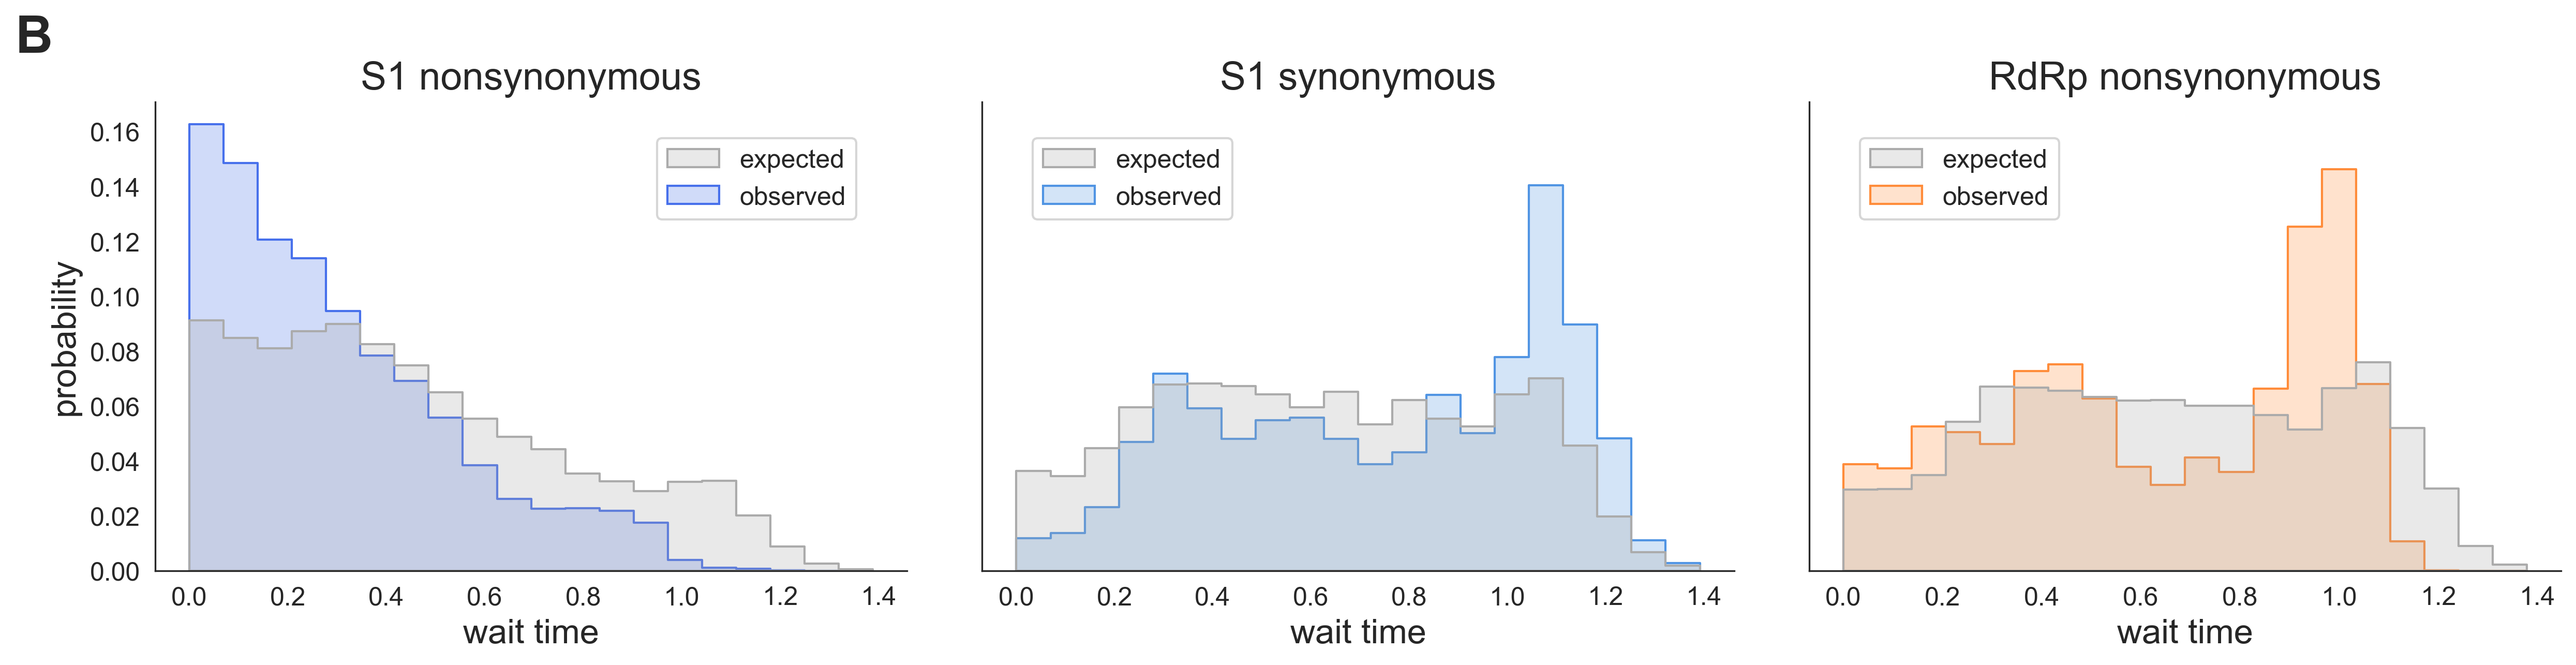 B
S1 nonsynonymous
S1 synonymous
RdRp nonsynonymous
probability
0.16
0.14
0.12
0.10
0.08
0.06
0.04
0.02
0.00
expected
observed
0.0 0.2 0.4 0.6 0.8 1.0 1.2 1.4
wait time
expected
observed
0.0 0.2 0.4 0.6 0.8 1.0 1.2 1.4
wait time
expected
observed
0.0 0.2 0.4 0.6 0.8 1.0 1.2 1.4
wait time